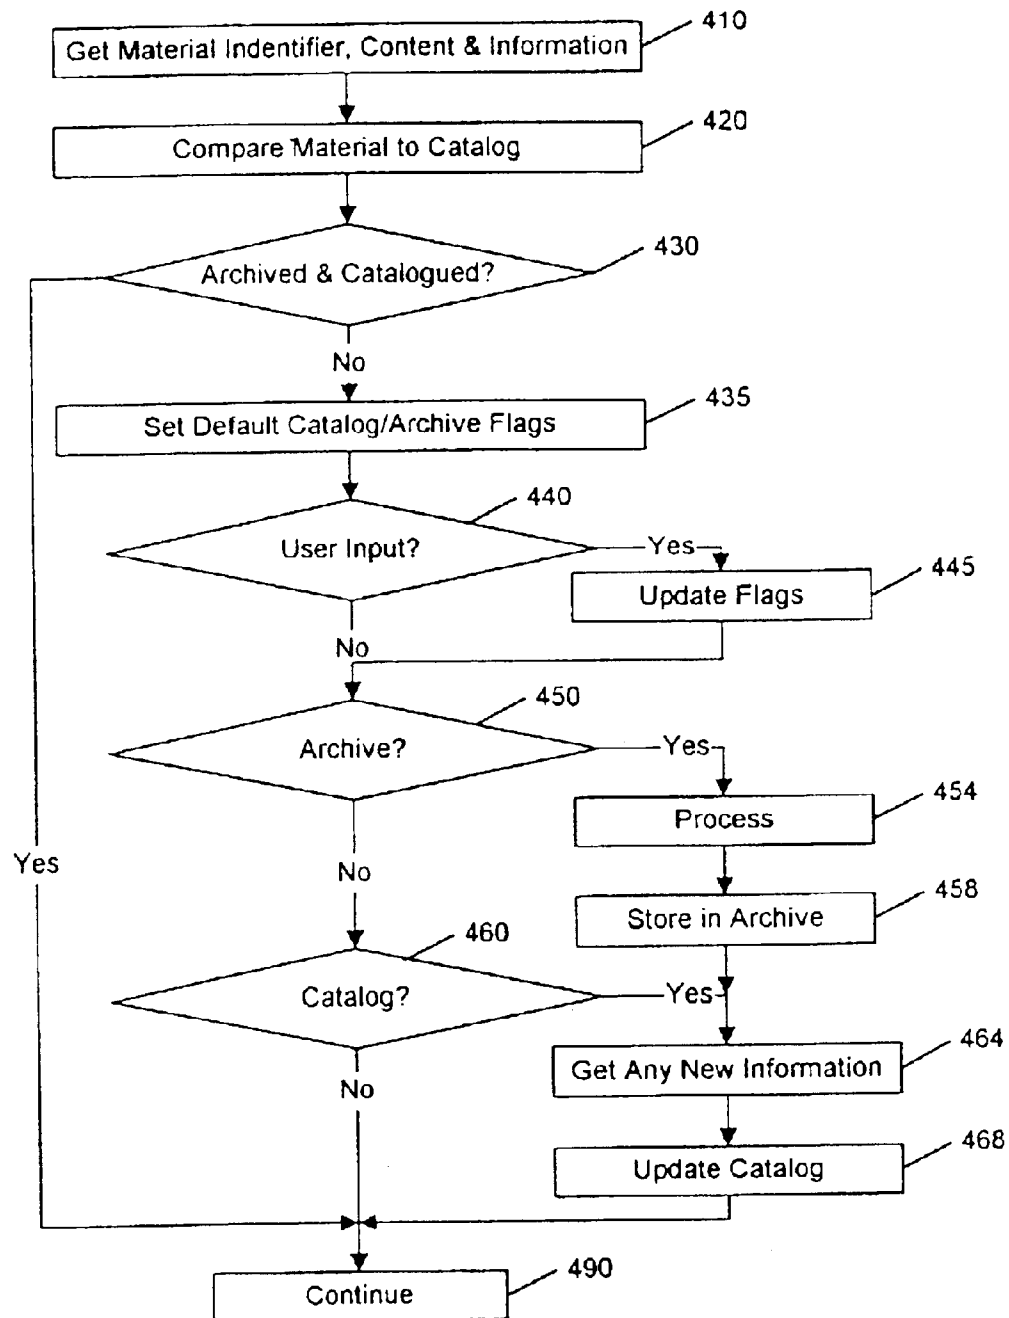 410
Get Material Indentifier, Content & Information
420
Compare Material to Catalog
430
Archived & Catalogued?
No
435
Set Default Catalog/Archive Flags
440
User Input?
Yes
445
Update Flags
No
450
Archive?
Yes
454
Process
Yes
No
458
Store in Archive
460
Catalog?
Yes
464
Get Any New Information
No
468
Update Catalog
490
Continue